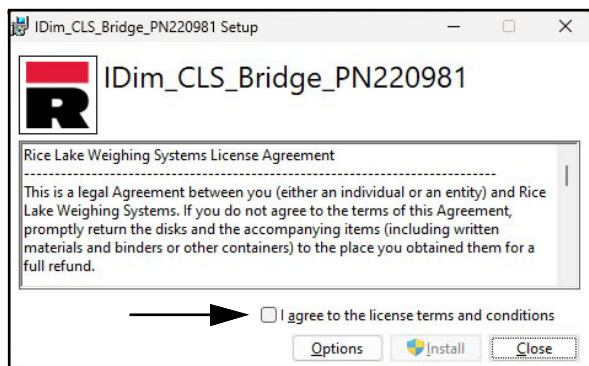 IDim_CLS_Bridge_PN220981 Setup
R
IDim_CLS_Bridge_PN220981
Rice Lake Weighing Systems License Agreement
--------------------------------------------------------------------------------
This is a legal Agreement between you (either an individual or an entity) and Rice
Lake Weighing Systems. If you do not agree to the terms of this Agreement,
promptly return the disks and the accompanying items (including written
materials and binders or other containers) to the place you obtained them for a
full refund.
I agree to the license terms and conditions
Options Install Close